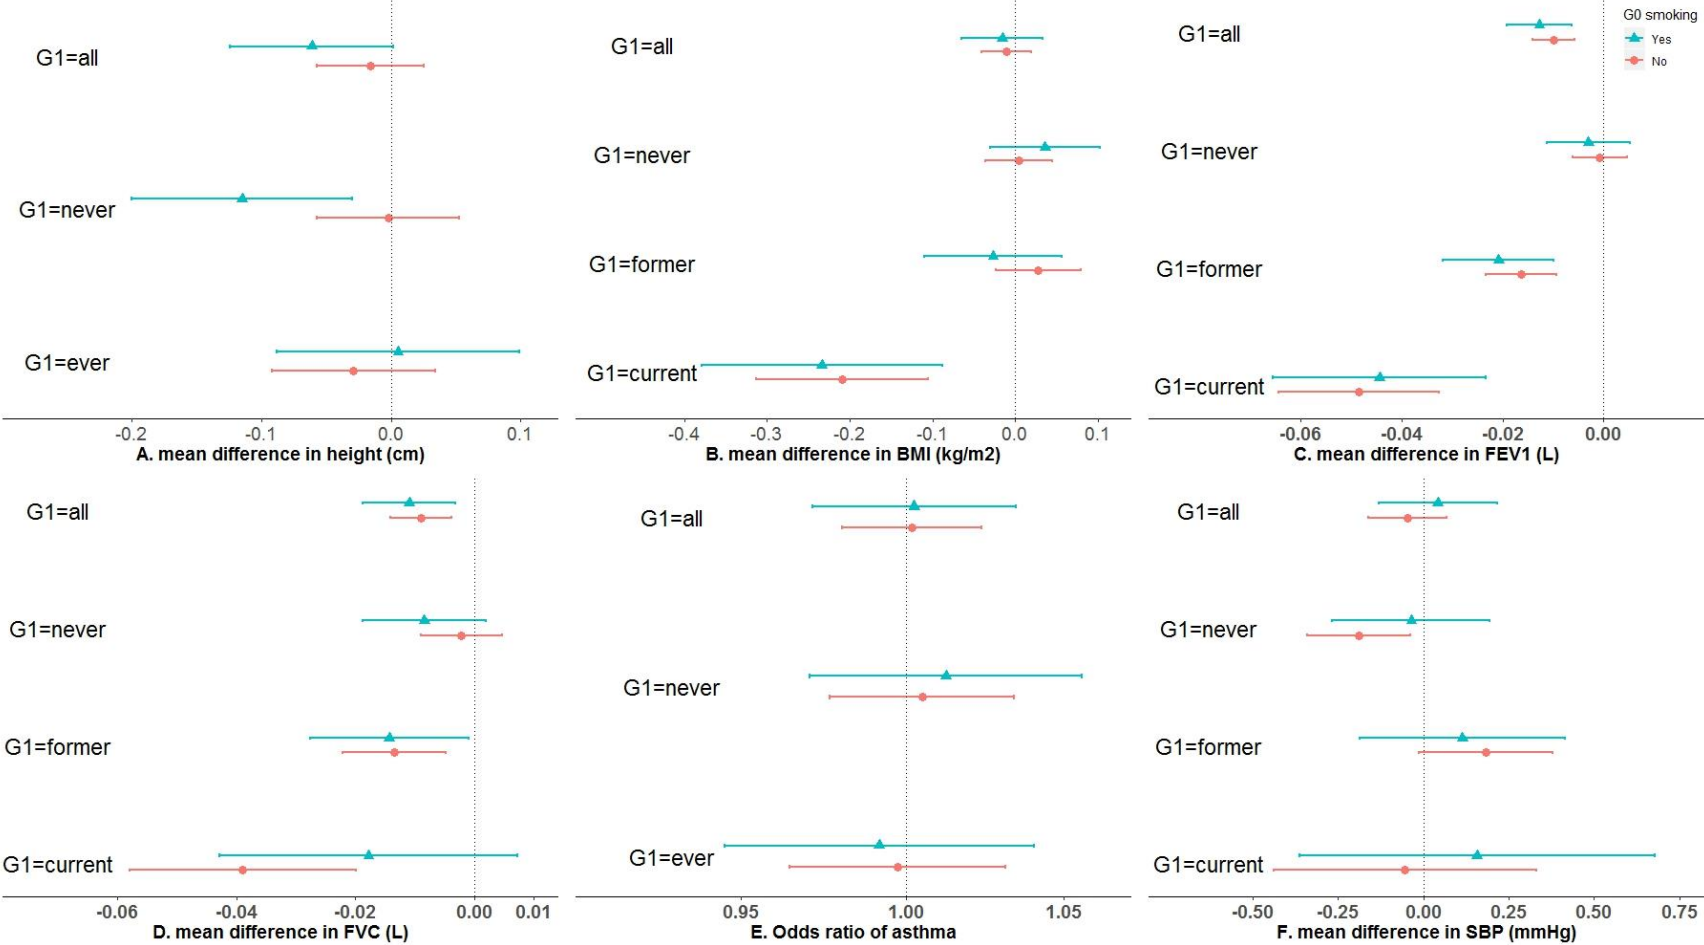 G0 smoking
Yes
No
G1=all
G1=never
G1=ever
-0.2 -0.1 0.0 0.1
A. mean difference in height (cm)
G1=all
G1=never
G1=former
G1=current
-0.4 -0.3 -0.2 -0.1 0.0 0.1
B. mean difference in BMI (kg/m2)
G1=all
G1=never
G1=former
G1=current
-0.06 -0.04 -0.02 0.00
C. mean difference in FEV1 (L)
G1=all
G1=never
G1=former
G1=current
-0.06 -0.04 -0.02 0.00 0.01
D. mean difference in FVC (L)
G1=all
G1=never
G1=ever
0.95 1.00 1.05
E. Odds ratio of asthma
G1=all
G1=never
G1=former
G1=current
-0.50 -0.25 0.00 0.25 0.50 0.75
F. mean difference in SBP (mmHg)